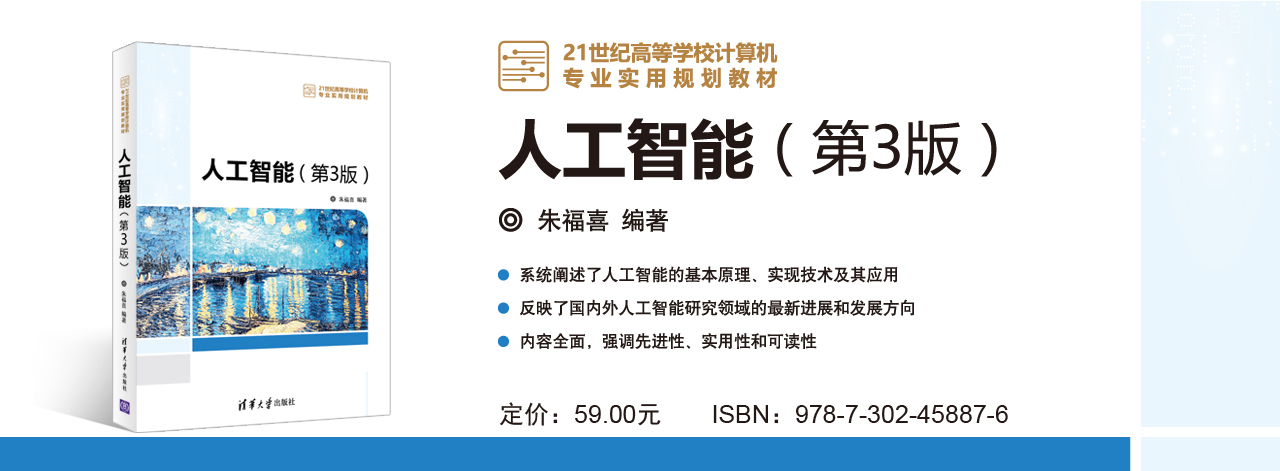 21世纪高等学校计算机
专业实用规划教材
人工智能（第3版）
朱福喜 编著
清华大学出版社
21世纪高等学校计算机
专业实用规划教材
人工智能（第3版）
朱福喜 编著
清华大学出版社
21世纪高等学校计算机
专业实用规划教材
人工智能（第3版）
朱福喜 编著
系统阐述了人工智能的基本原理、实现技术及其应用
反映了国内外人工智能研究领域的最新进展和发展方向
内容全面，强调先进性、实用性和可读性
定价：59.00元 ISBN：978-7-302-45887-6